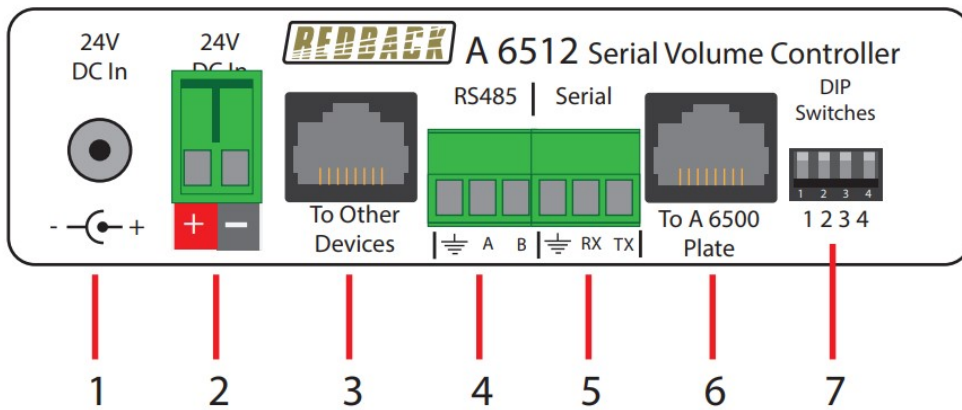 24V
DC In
24V
DC In
REDBACK A 6512 Serial Volume Controller
RS485 | Serial
DIP
Switches
1 2 3 4
To Other
Devices
To A 6500
Plate
1 2 3 4
- +
+ -
A B RX TX
1 2 3 4 5 6 7